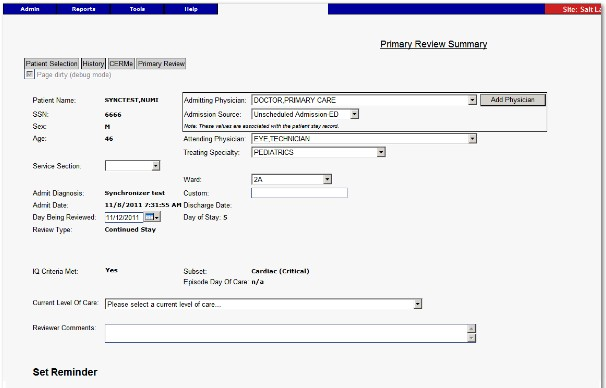 Admin Reports Tools Help Site: Salt La
Primary Review Summary
Patient Selection History CERMe Primary Review
Page dirty (debug mode)
Patient Name: SYNCTEST,NUMI Admitting Physician: DOCTOR,PRIMARY CARE Add Physician
SSN: 6666 Admission Source: Unscheduled Admission-ED
Sex: M Note: These values are associated with the patient stay record.
Age: 46 Attending Physician EYE,TECHNICIAN
Treating Specialty: PEDIATRICS
Service Section:
Ward: 2A
Admit Diagnosis: Synchronizer test Custom:
Admit Date: 11/8/2011 7:31:55 AM Discharge Date:
Day Being Reviewed: 11/12/2011 Day of Stay: 5
Review Type: Continued Stay
IQ Criteria Met: Yes Subset: Cardiac (Critical)
Episode Day Of Care: n/a
Current Level Of Care: Please select a current level of care...
Reviewer Comments:
Set Reminder